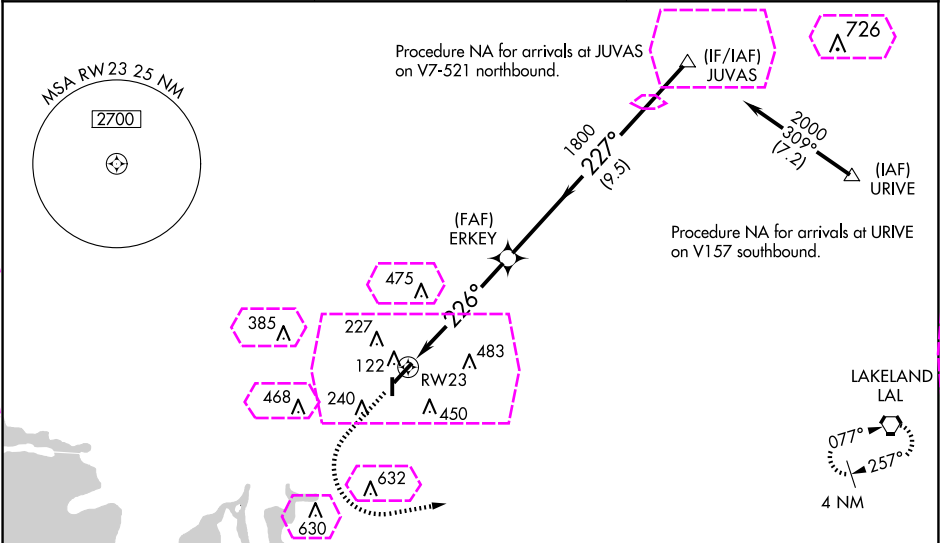 Procedure NA for arrivals at JUVAS
on V7-521 northbound.
(IF/IAF)
JUVAS
726
MSA RW23 25 NM
2700
1800
227°
(9.5)
2000
309°
(7.2)
(IAF)
URIVE
Procedure NA for arrivals at URIVE
on V157 southbound.
(FAF)
ERKEY
475
226°
385
227
122
483
RW23
468
240
450
LAKELAND
LAL
077°
257°
4 NM
632
630